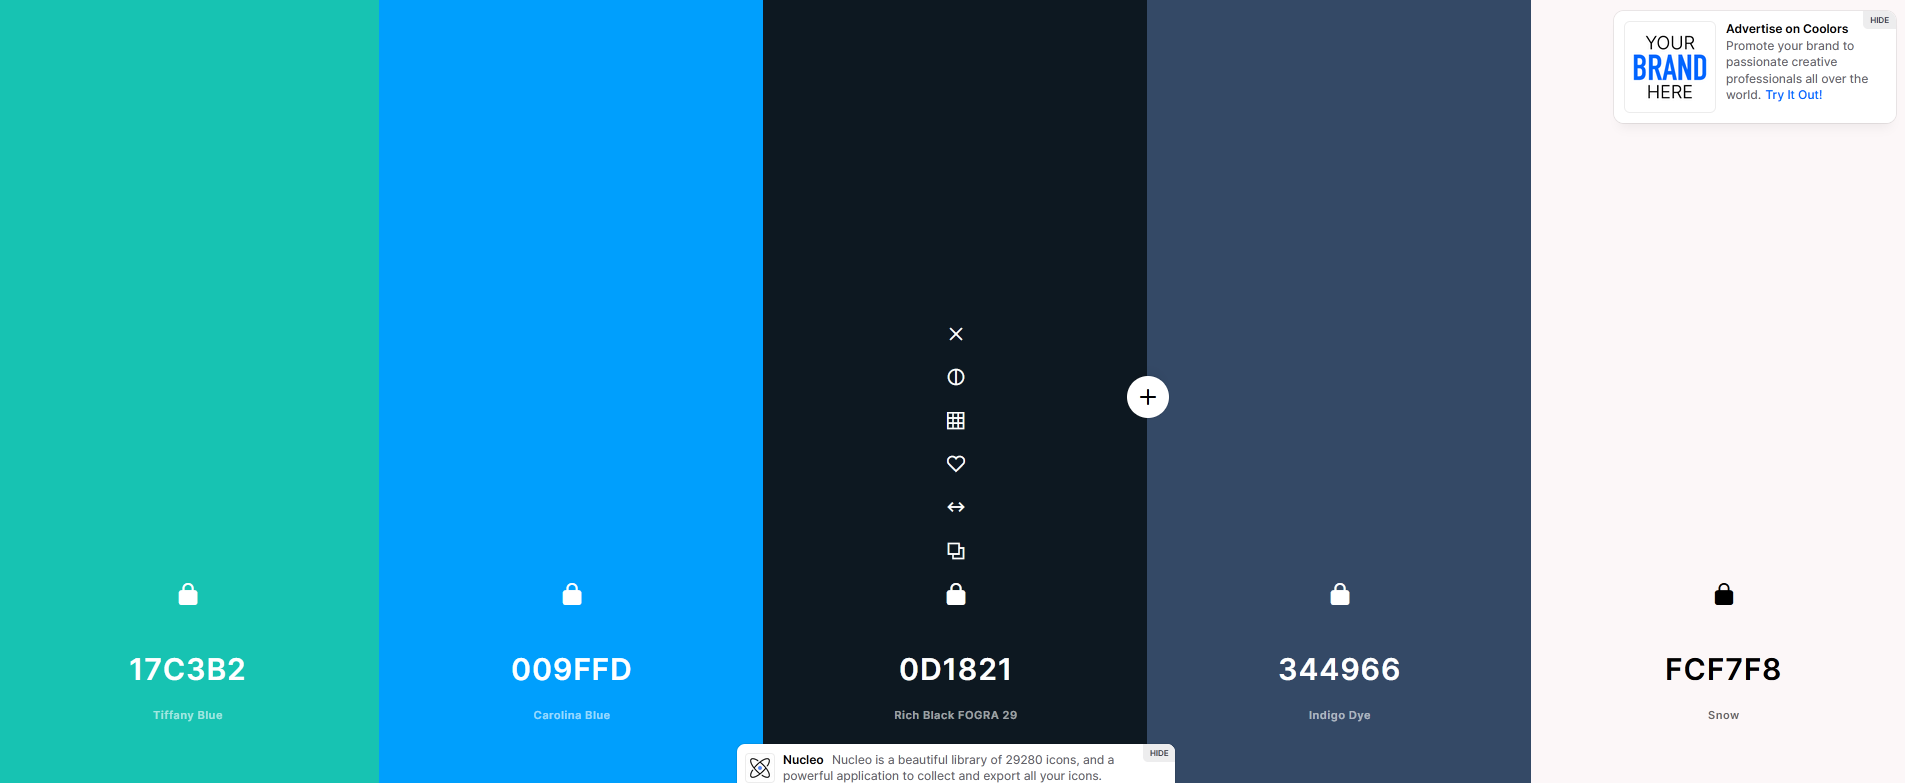 HIDE
YOUR
BRAND
HERE
Advertise on Coolors
Promote your brand to
passionate creative
professionals all over the
world. Try It Out!
17C3B2
Tiffany Blue
009FFD
Carolina Blue
0D1821
Rich Black FOGRA 29
344966
Indigo Dye
FCF7F8
Snow
HIDE
Nucleo Nucleo is a beautiful library of 29280 icons, and a
powerful application to collect and export all your icons.